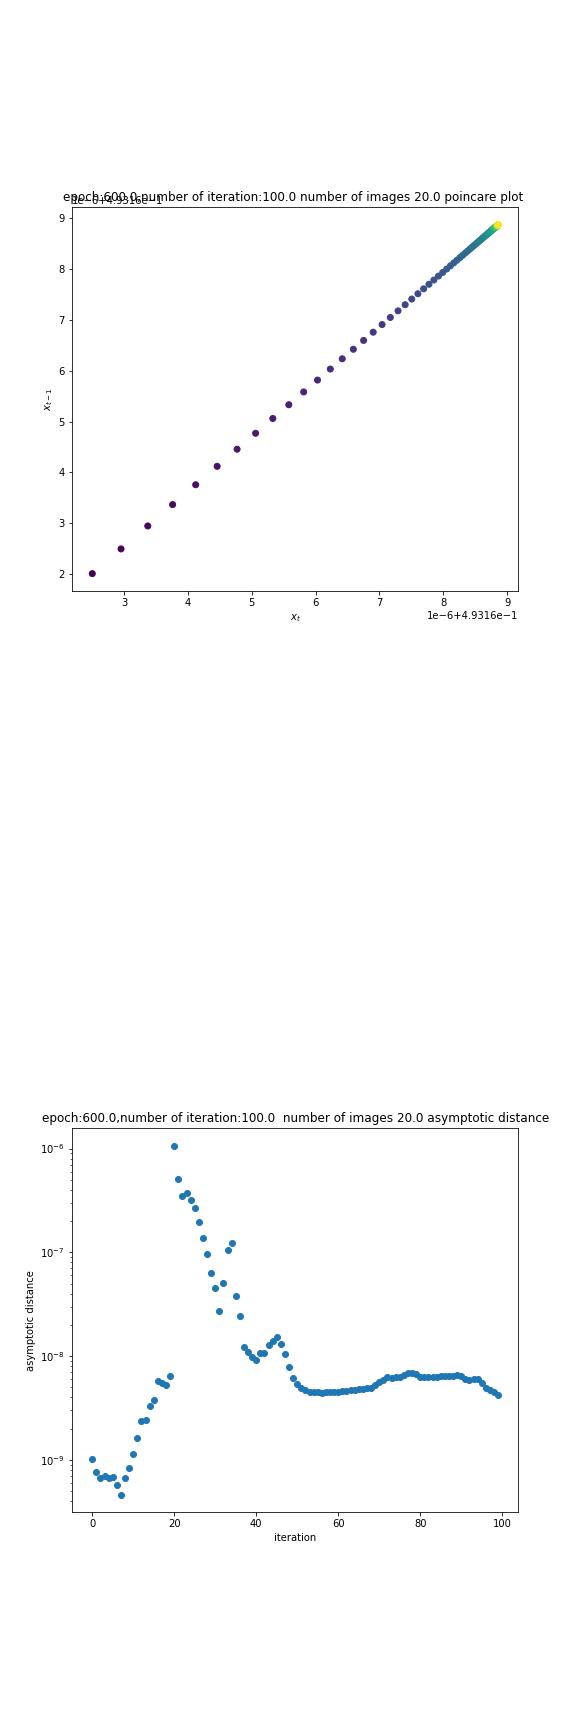 epoch:600.0,number of iteration:100.0 number of images 20.0 poincare plot
1e−6+4.9316e−1
9
8
7
6
5
4
3
2
x_{t−1}
3 4 5 6 7 8 9
x_t
1e−6+4.9316e−1
epoch:600.0,number of iteration:100.0  number of images 20.0 asymptotic distance
10^{−6}
10^{−7}
10^{−8}
10^{−9}
asymptotic distance
0 20 40 60 80 100
iteration